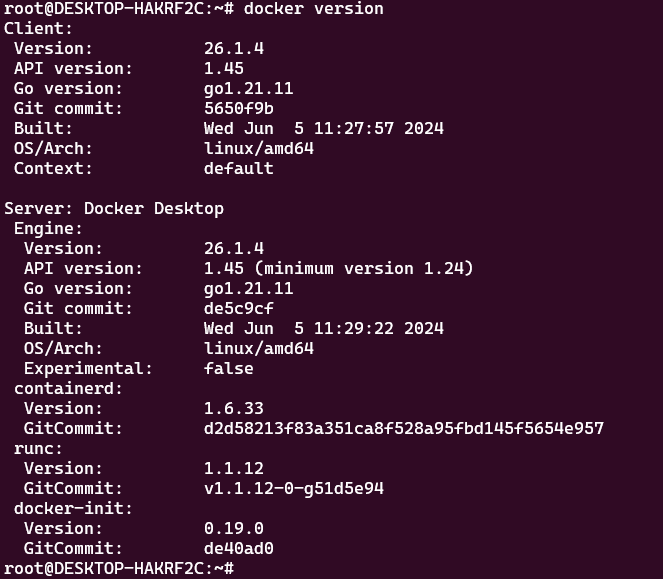 root@DESKTOP-HAKRF2C:~# docker version
Client:
 Version:           26.1.4
 API version:       1.45
 Go version:        go1.21.11
 Git commit:        5650f9b
 Built:             Wed Jun  5 11:27:57 2024
 OS/Arch:           linux/amd64
 Context:           default

Server: Docker Desktop
 Engine:
  Version:          26.1.4
  API version:      1.45 (minimum version 1.24)
  Go version:       go1.21.11
  Git commit:       de5c9cf
  Built:            Wed Jun  5 11:29:22 2024
  OS/Arch:          linux/amd64
  Experimental:     false
 containerd:
  Version:          1.6.33
  GitCommit:        d2d58213f83a351ca8f528a95fbd145f5654e957
 runc:
  Version:          1.1.12
  GitCommit:        v1.1.12-0-g51d5e94
 docker-init:
  Version:          0.19.0
  GitCommit:        de40ad0
root@DESKTOP-HAKRF2C:~#